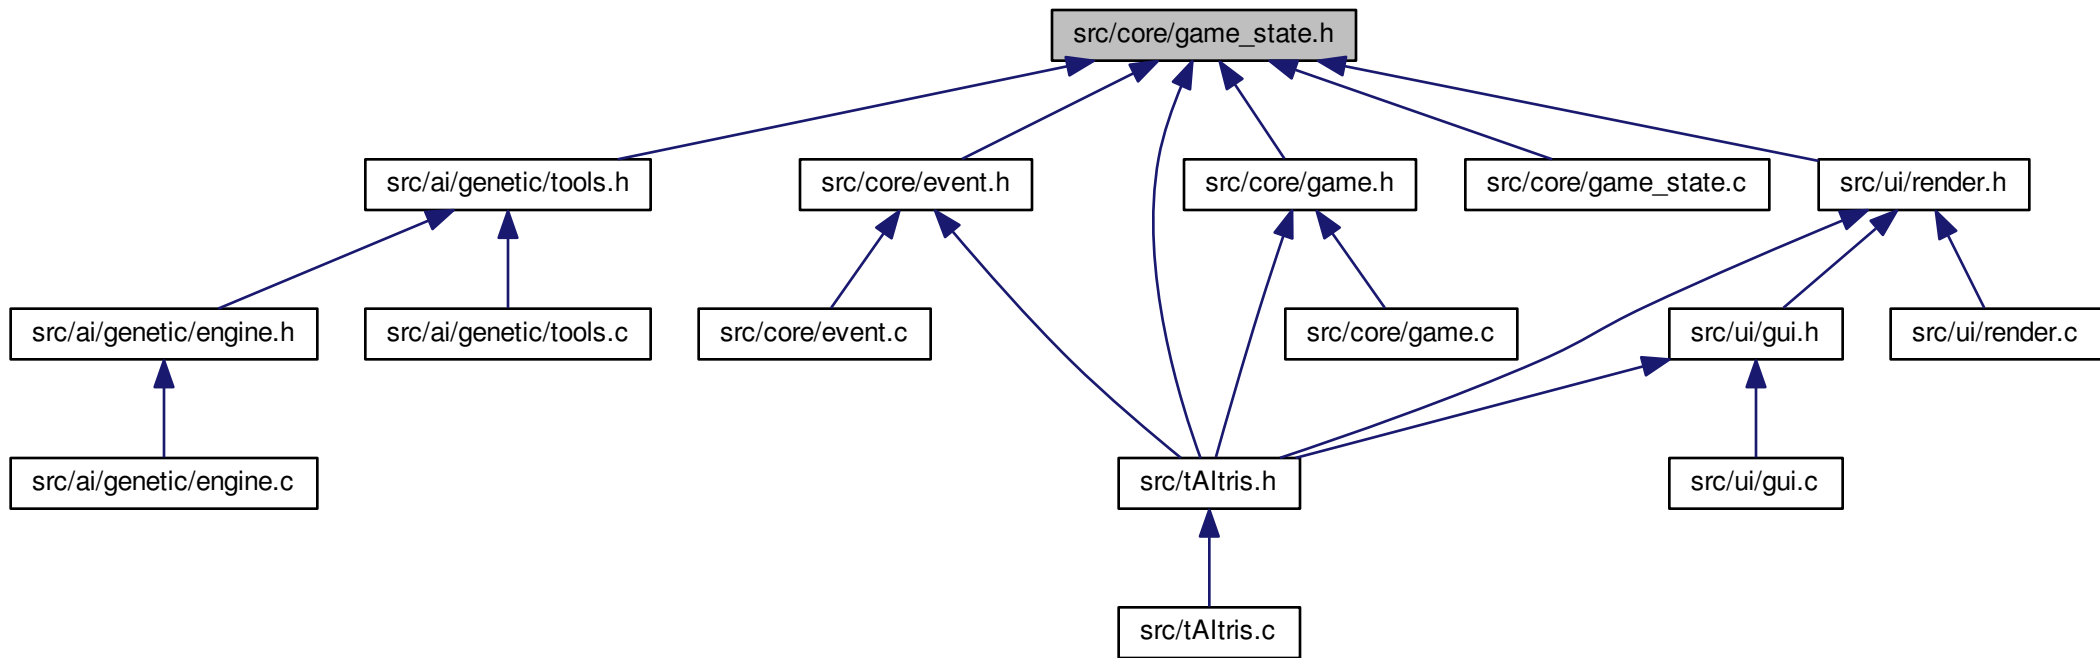 src/core/game_state.h
src/ai/genetic/tools.h
src/core/event.h
src/core/game.h
src/core/game_state.c
src/ui/render.h
src/ai/genetic/engine.h
src/ai/genetic/tools.c
src/core/event.c
src/core/game.c
src/ui/gui.h
src/ui/render.c
src/ai/genetic/engine.c
src/tAItris.h
src/ui/gui.c
src/tAItris.c